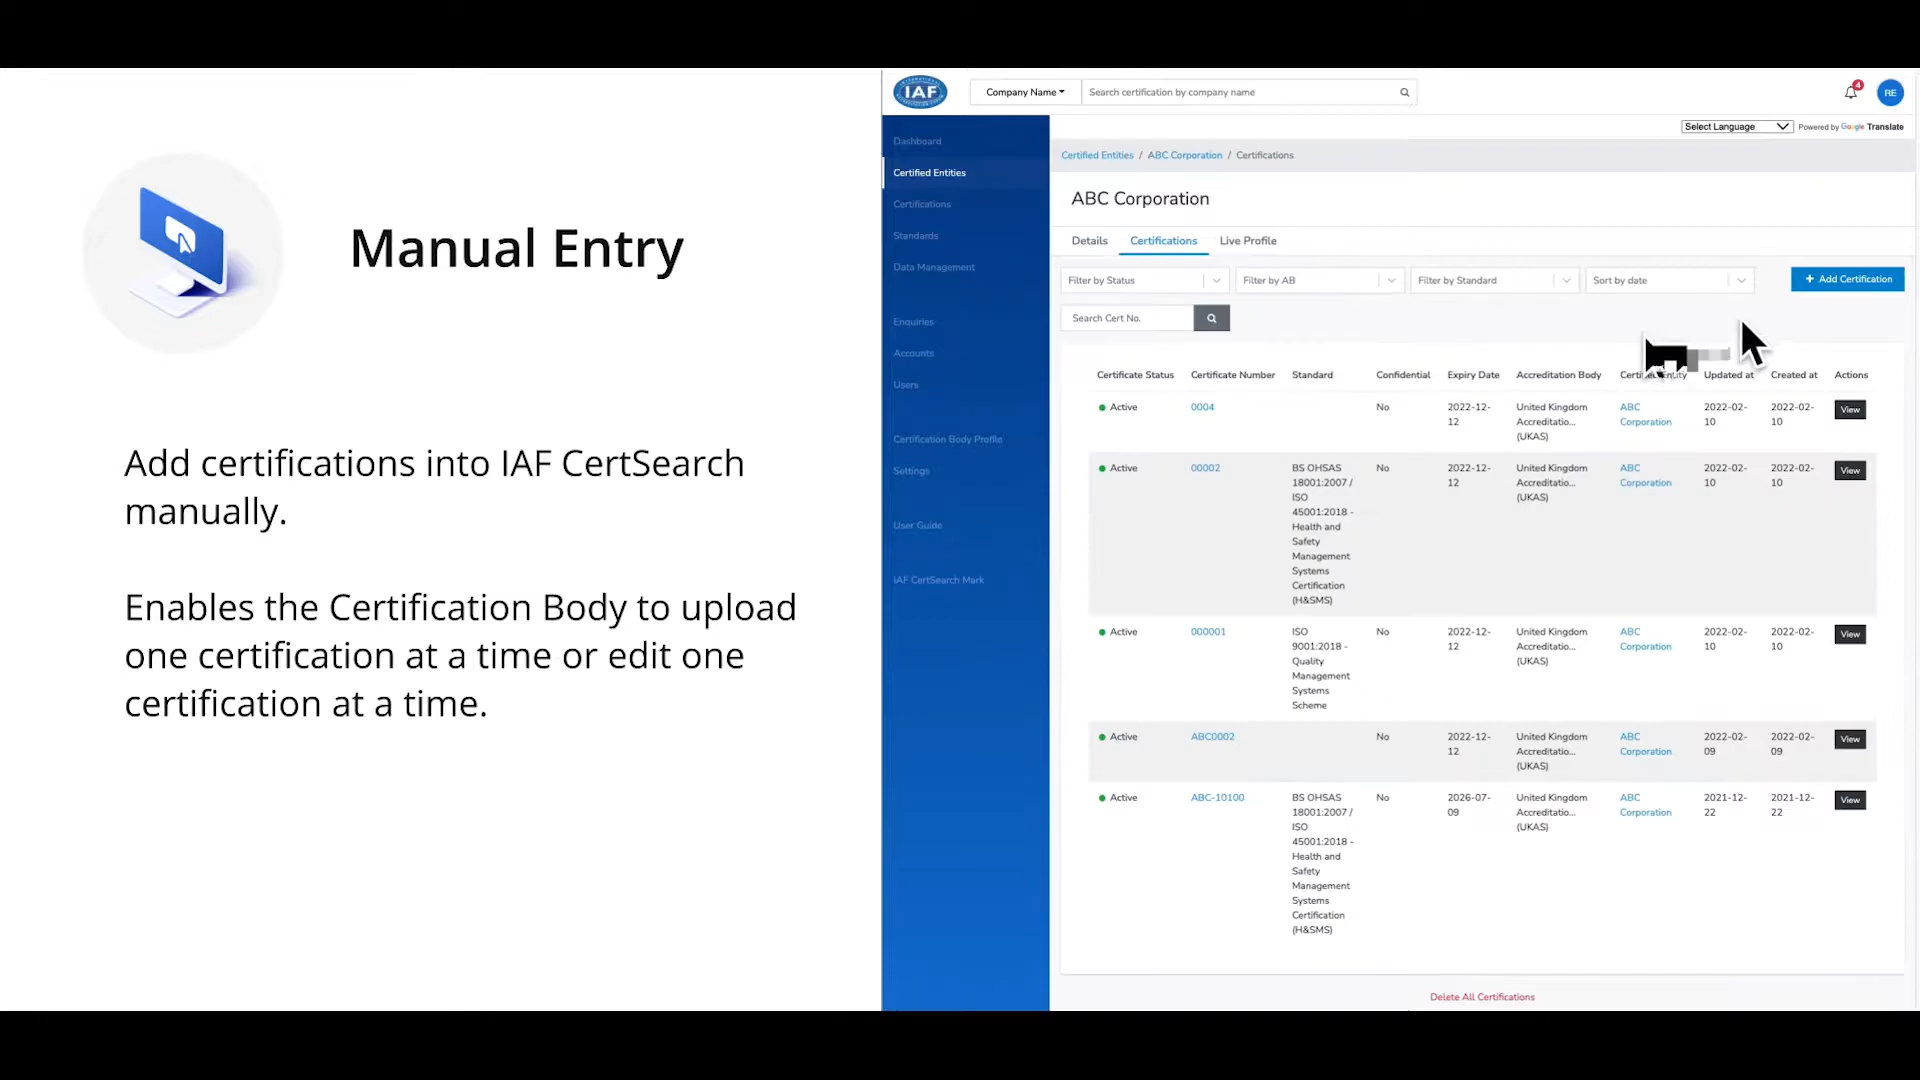 Manual Entry
Add certifications into IAF CertSearch
manually.
Enables the Certification Body to upload
one certification at a time or edit one
certification at a time.
IAF
Company Name
Search certification by company name
4
RE
Select Language
Powered by Google Translate
Dashboard
Certified Entities
Certifications
Standards
Data Management
Enquiries
Accounts
Users
Certification Body Profile
Settings
User Guide
IAF CertSearch Mark
Certified Entities / ABC Corporation / Certifications
ABC Corporation
Details Certifications Live Profile
Filter by Status Filter by AB Filter by Standard Sort by date + Add Certification
Search Cert No.
Certificate Status Certificate Number Standard Confidential Expiry Date Accreditation Body Updated at Created at Actions
Active 0004 No 2022-12- United Kingdom ABC 2022-02- 2022-02- View
12 Accreditatio... Corporation 10 10
(UKAS)
Active 00002 BS OHSAS No 2022-12- United Kingdom ABC 2022-02- 2022-02- View
18001:2007 / 12 Accreditatio... Corporation 10 10
ISO (UKAS)
45001:2018 -
Health and
Safety
Management
Systems
Certification
(H&SMS)
Active 000001 ISO No 2022-12- United Kingdom ABC 2022-02- 2022-02- View
9001:2018 - 12 Accreditatio... Corporation 10 10
Quality (UKAS)
Management
Systems
Scheme
Active ABC0002 No 2022-12- United Kingdom ABC 2022-02- 2022-02- View
12 Accreditatio... Corporation 09 09
(UKAS)
Active ABC-10100 BS OHSAS No 2026-07- United Kingdom ABC 2021-12- 2021-12- View
18001:2007 / 09 Accreditatio... Corporation 22 22
ISO (UKAS)
45001:2018 -
Health and
Safety
Management
Systems
Certification
(H&SMS)
Delete All Certifications